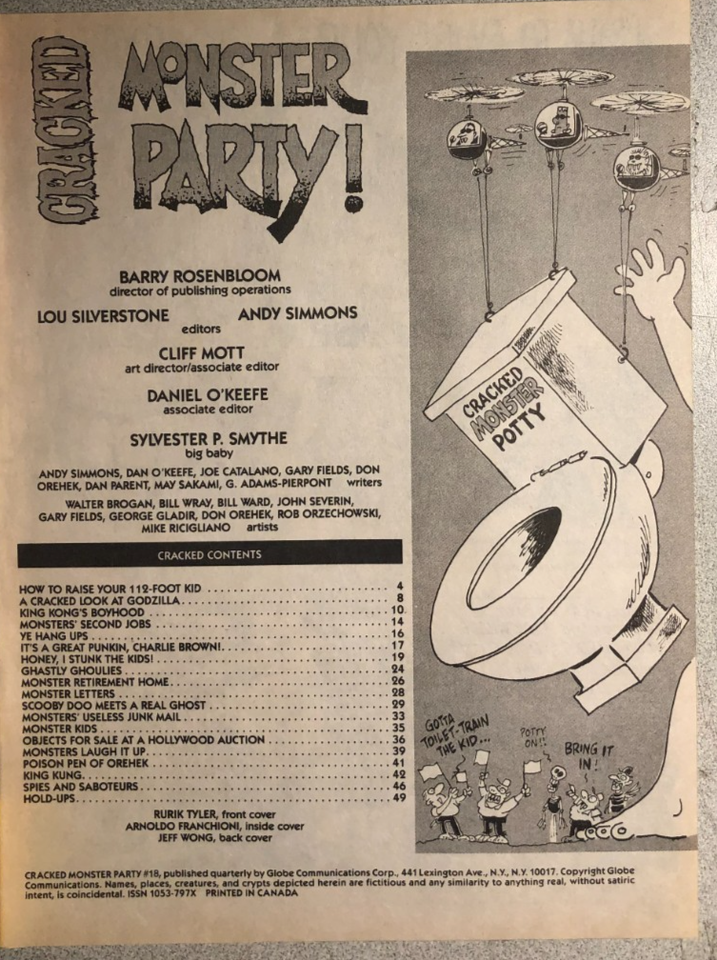 CRACKED
MONSTER
PARTY!
BARRY ROSENBLOOM
director of publishing operations
LOU SILVERSTONE ANDY SIMMONS
editors
CLIFF MOTT
art director/associate editor
DANIEL O'KEEFE
associate editor
SYLVESTER P. SMYTHE
big baby
ANDY SIMMONS, DAN O'KEEFE, JOE CATALANO, GARY FIELDS, DON
OREHEK, DAN PARENT, MAY SAKAMI, G. ADAMS-PIERPONT writers
WALTER BROGAN, BILL WRAY, BILL WARD, JOHN SEVERIN,
GARY FIELDS, GEORGE GLADIR, DON OREHEK, ROB ORZECHOWSKI,
MIKE RICIGLIANO artists
CRACKED CONTENTS
HOW TO RAISE YOUR 112-FOOT KID 4
A CRACKED LOOK AT GODZILLA 8
KING KONG'S BOYHOOD 10
MONSTERS' SECOND JOBS 14
YE HANG UPS 16
IT'S A GREAT PUNKIN, CHARLIE BROWN! 17
HONEY, I STUNK THE KIDS! 19
GHASTLY GHOULIES 24
MONSTER RETIREMENT HOME 26
MONSTER LETTERS 28
SCOOBY DOO MEETS A REAL GHOST 29
MONSTERS' USELESS JUNK MAIL 33
MONSTER KIDS 35
OBJECTS FOR SALE AT A HOLLYWOOD AUCTION 36
MONSTERS LAUGH IT UP 39
POISON PEN OF OREHEK 41
KING KUNG 42
SPIES AND SABOTEURS 46
HOLD-UPS 49
RURIK TYLER, front cover
ARNOLDO FRANCHIONI, inside cover
JEFF WONG, back cover
CRACKED
MONSTER
POTTY
GOTTA
TOILET-TRAIN
THE KID...
POTTY
ON!!
BRING IT
IN!
CRACKED MONSTER PARTY #18, published quarterly by Globe Communications Corp., 441 Lexington Ave., N.Y., N.Y. 10017. Copyright Globe
Communications. Names, places, creatures, and crypts depicted herein are fictitious and any similarity to anything real, without satiric
intent, is coincidental. ISSN 1053-797X PRINTED IN CANADA